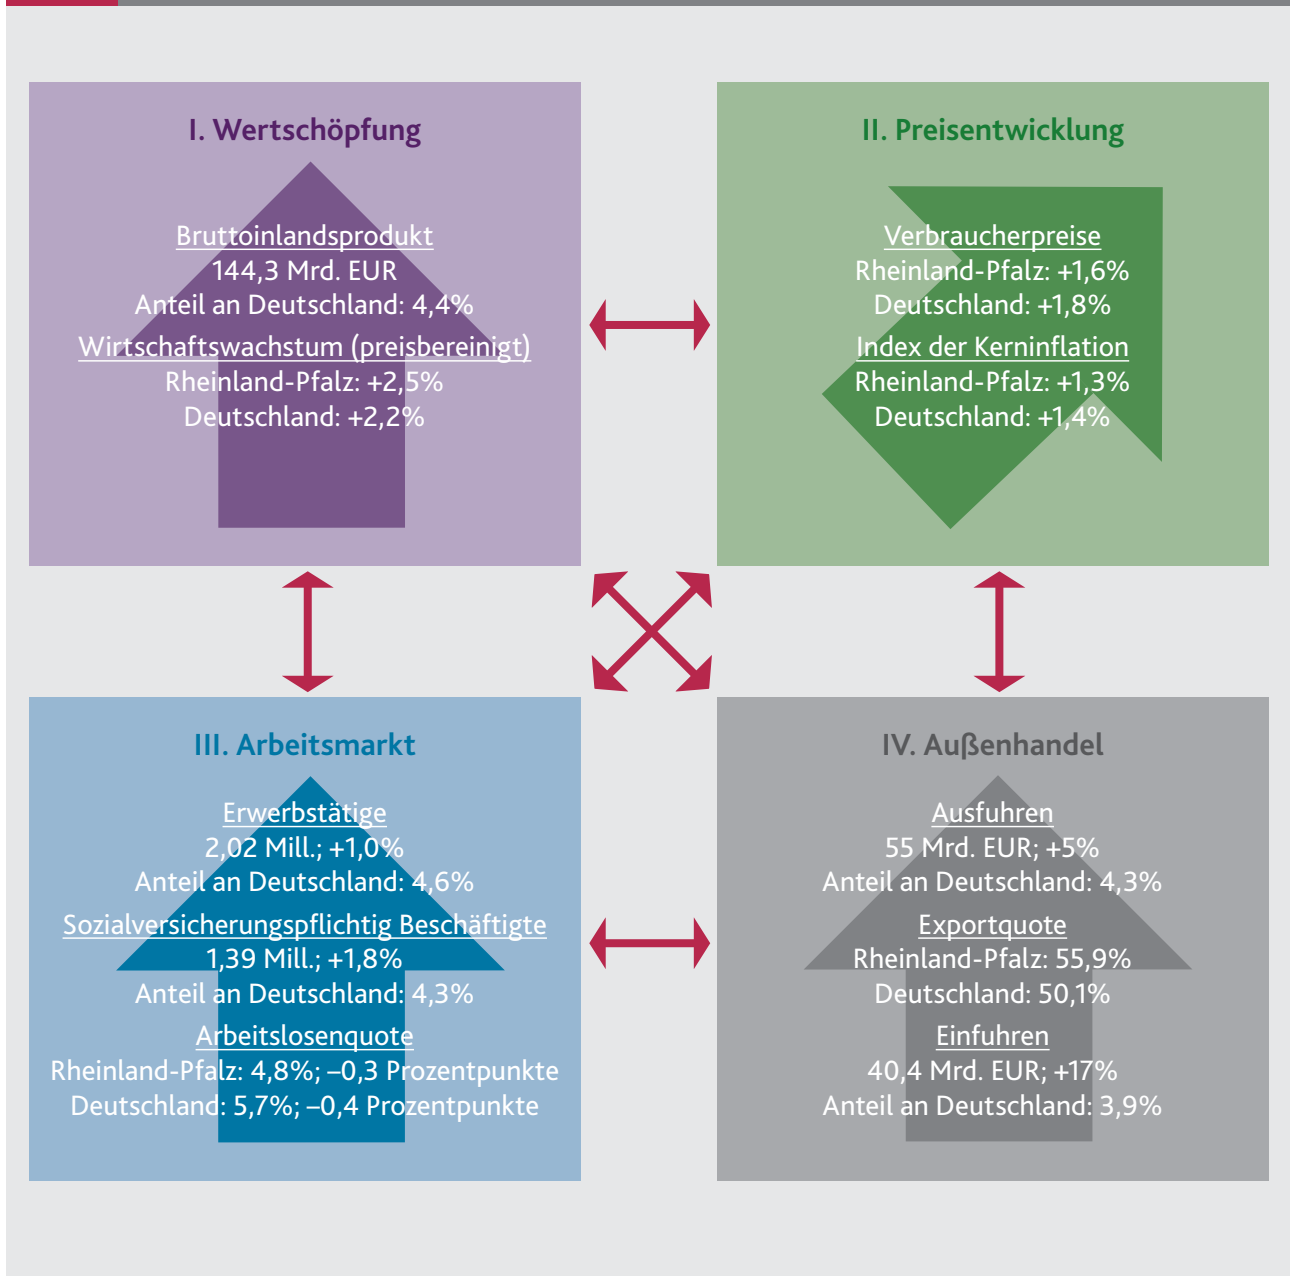 I. Wertschöpfung
Bruttoinlandsprodukt
144,3 Mrd. EUR
Anteil an Deutschland: 4,4%
Wirtschaftswachstum (preisbereinigt)
Rheinland-Pfalz: +2,5%
Deutschland: +2,2%
II. Preisentwicklung
Verbraucherpreise
Rheinland-Pfalz: +1,6%
Deutschland: +1,8%
Index der Kerninflation
Rheinland-Pfalz: +1,3%
Deutschland: +1,4%
III. Arbeitsmarkt
Erwerbstätige
2,02 Mill.; +1,0%
Anteil an Deutschland: 4,6%
Sozialversicherungspflichtig Beschäftigte
1,39 Mill.; +1,8%
Anteil an Deutschland: 4,3%
Arbeitslosenquote
Rheinland-Pfalz: 4,8%; –0,3 Prozentpunkte
Deutschland: 5,7%; –0,4 Prozentpunkte
IV. Außenhandel
Ausfuhren
55 Mrd. EUR; +5%
Anteil an Deutschland: 4,3%
Exportquote
Rheinland-Pfalz: 55,9%
Deutschland: 50,1%
Einfuhren
40,4 Mrd. EUR; +17%
Anteil an Deutschland: 3,9%